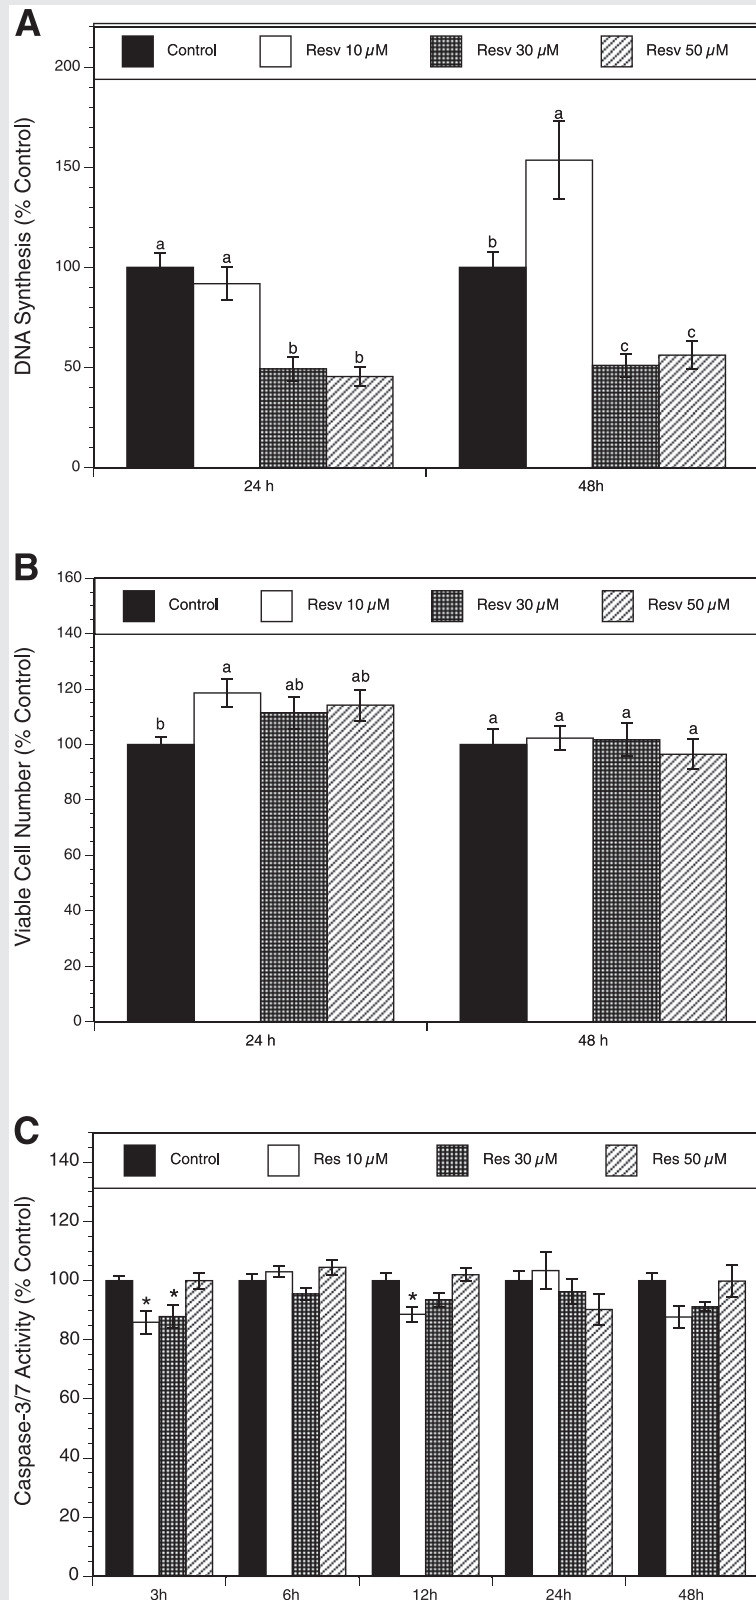 A
Control Resv 10 µM Resv 30 µM Resv 50 µM
DNA Synthesis (% Control)
200
150
100
50
0
a
a
b
b
b
a
c
c
24 h 48h
B
Control Resv 10 µM Resv 30 µM Resv 50 µM
Viable Cell Number (% Control)
160
140
120
100
80
60
40
20
0
b
a
ab
ab
a
a
a
a
24 h 48 h
C
Control Res 10 µM Res 30 µM Res 50 µM
Caspase-3/7 Activity (% Control)
140
120
100
80
60
40
20
0
* * *
3h 6h 12h 24h 48h